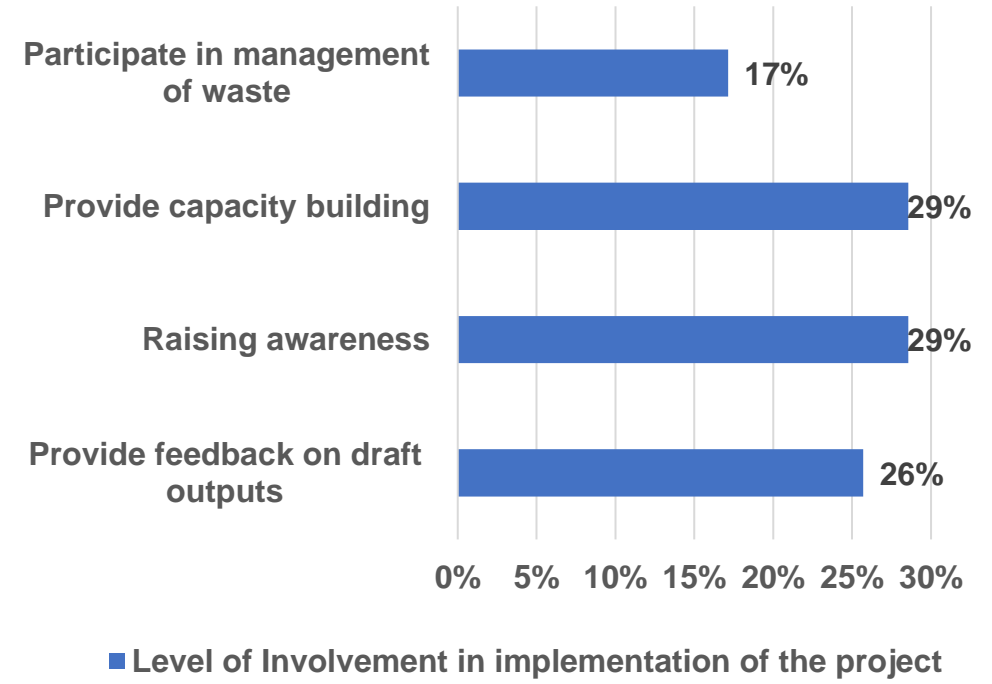 Participate in management
of waste
17%
Provide capacity building
29%
Raising awareness
29%
Provide feedback on draft
outputs
26%
0% 5% 10% 15% 20% 25% 30%
Level of Involvement in implementation of the project